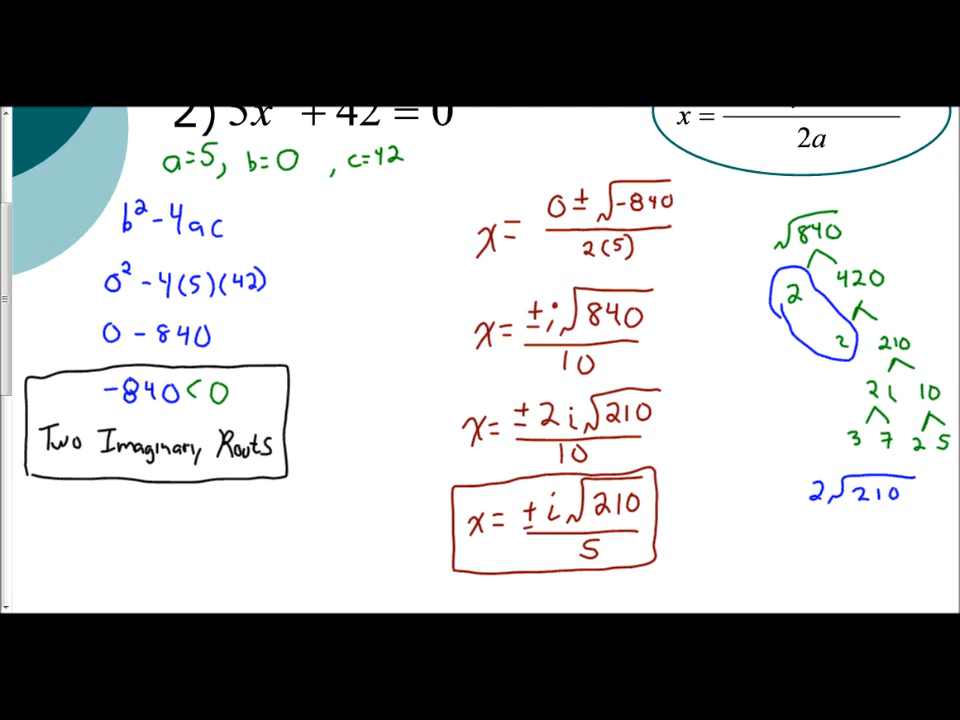 2) 5x + 42 = 0
x = 2a
a=5, b=0 , c=42
b² - 4ac
0² - 4(5)(42)
0 - 840
-840 < 0
Two Imaginary Routs
x = 0 ± √-840 / 2(5)
x = ± i √840 / 10
x = ± 2 i √210 / 10
x = ± i √210 / 5
√840
2 420
2 210
21 10
3 7 2 5
2√210